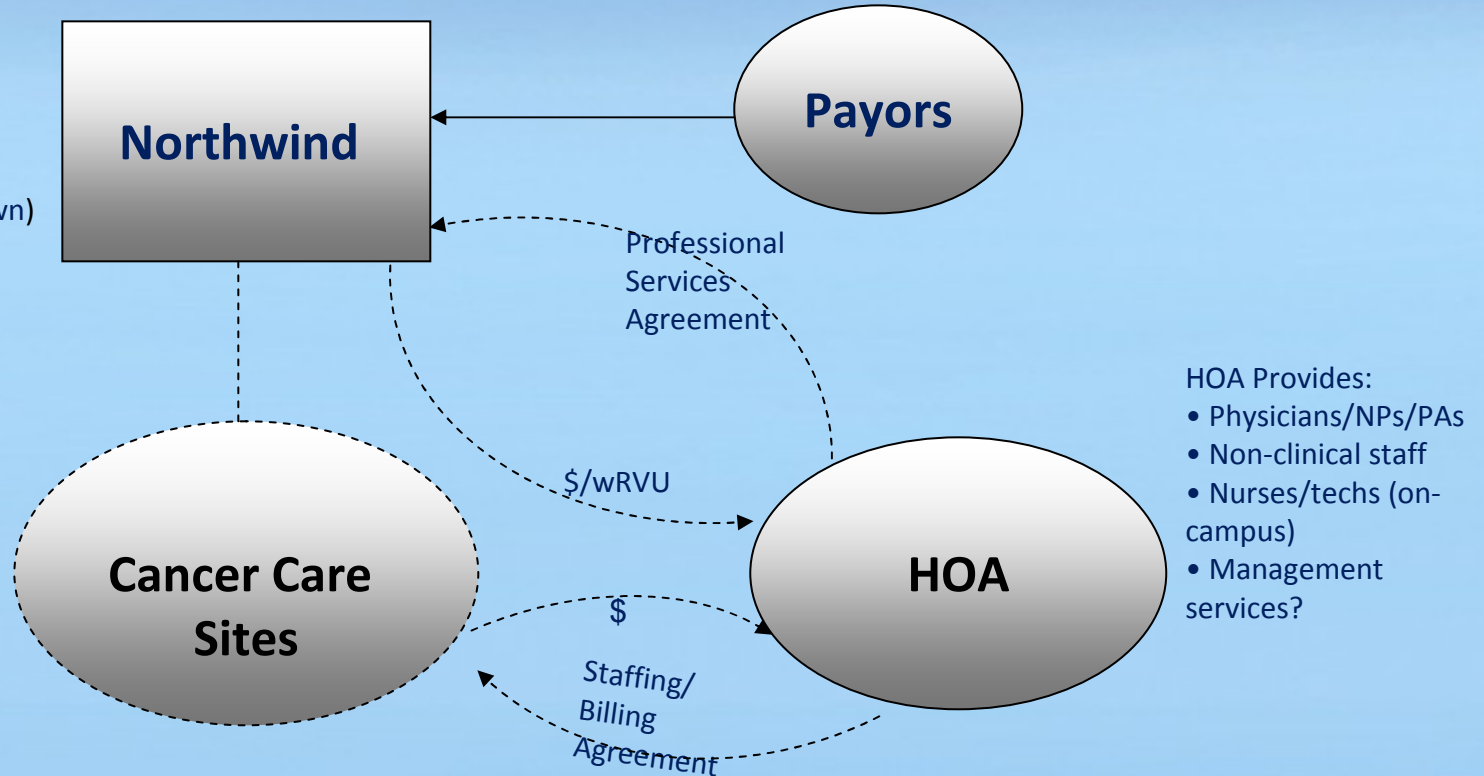 Northwind
Payors
Professional
Services
Agreement
$/wRVU
HOA Provides:
• Physicians/NPs/PAs
• Non-clinical staff
• Nurses/techs (on-
campus)
• Management
services?
Cancer Care
Sites
HOA
$
Staffing/
Billing
Agreement